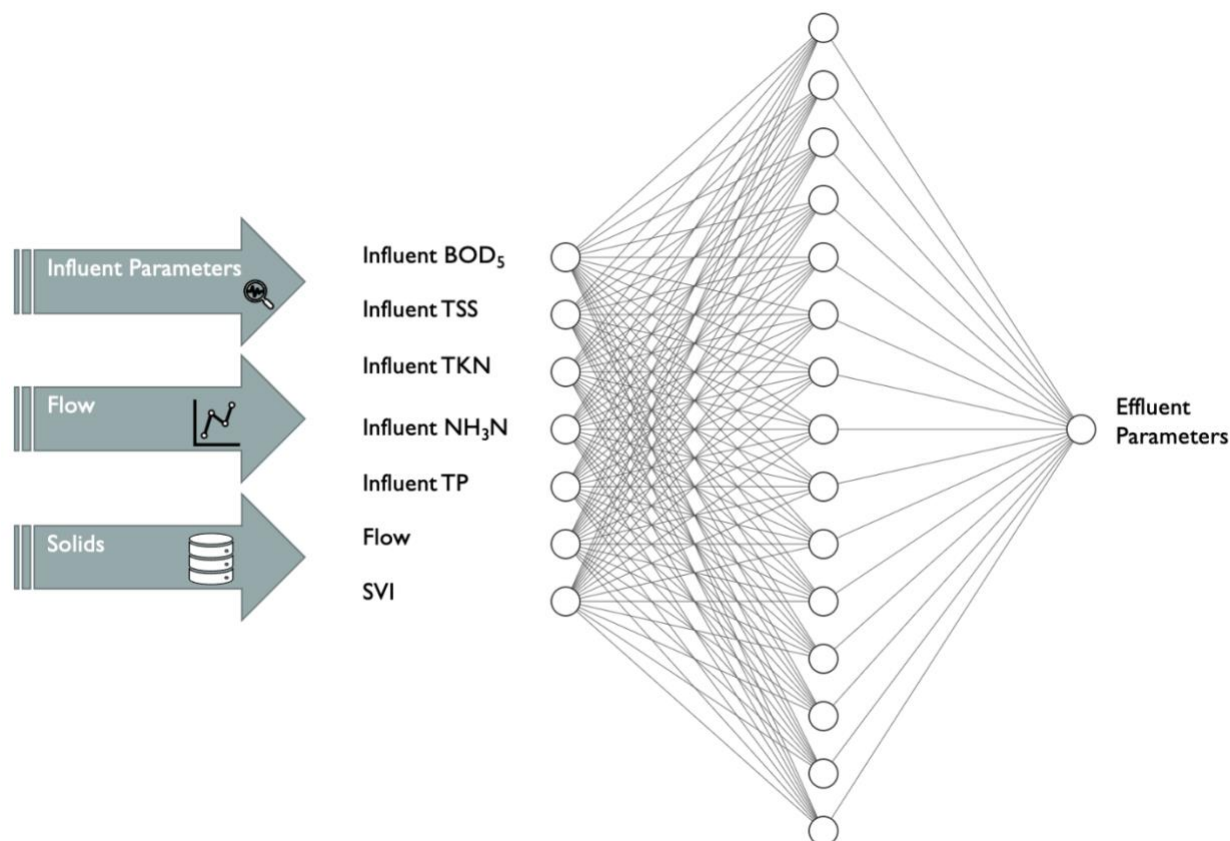 Influent Parameters
Flow
Solids
Influent BOD₅
Influent TSS
Influent TKN
Influent NH₃N
Influent TP
Flow
SVI
Effluent
Parameters